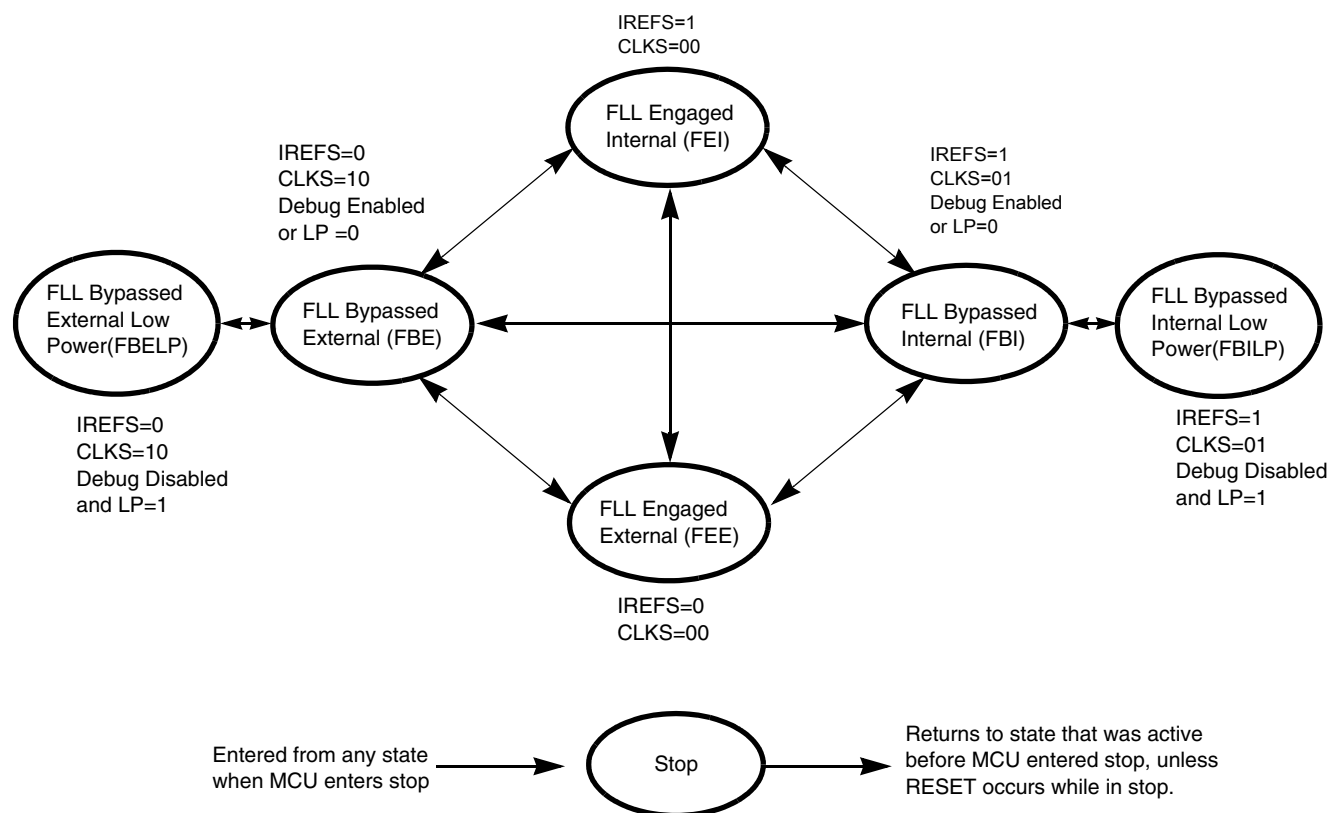 IREFS=1
CLKS=00
FLL Engaged
Internal (FEI)
IREFS=0
CLKS=10
Debug Enabled
or LP =0
IREFS=1
CLKS=01
Debug Enabled
or LP=0
FLL Bypassed
External Low
Power(FBELP)
FLL Bypassed
External (FBE)
FLL Bypassed
Internal (FBI)
FLL Bypassed
Internal Low
Power(FBILP)
IREFS=0
CLKS=10
Debug Disabled
and LP=1
IREFS=1
CLKS=01
Debug Disabled
and LP=1
FLL Engaged
External (FEE)
IREFS=0
CLKS=00
Entered from any state
when MCU enters stop
Stop
Returns to state that was active
before MCU entered stop, unless
RESET occurs while in stop.